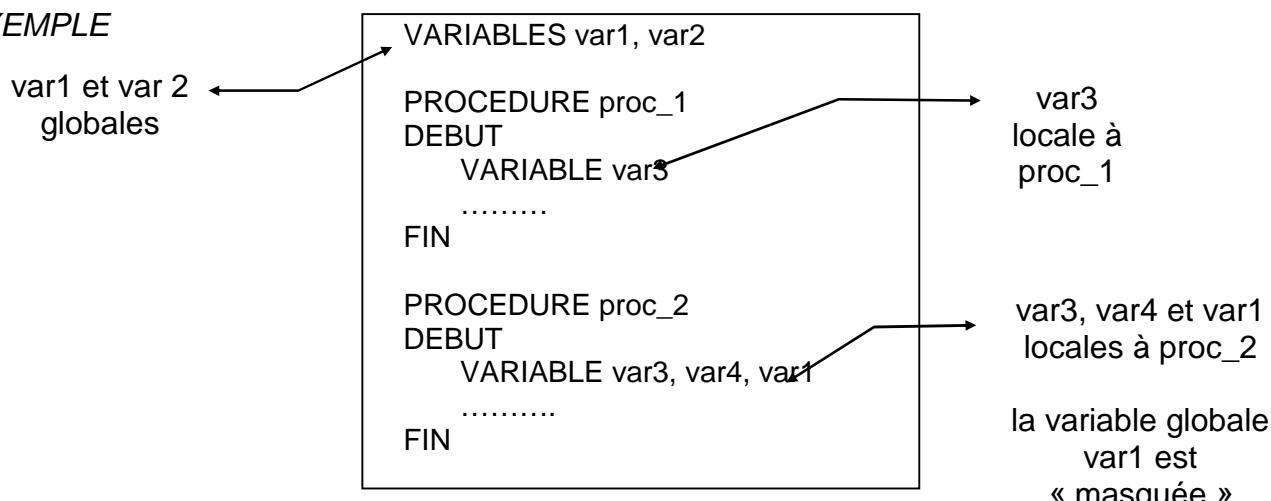 EMPLE
var1 et var 2
globales
VARIABLES var1, var2
PROCEDURE proc_1
DEBUT
VARIABLE var3
………
FIN
PROCEDURE proc_2
DEBUT
VARIABLE var3, var4, var1
……….
FIN
var3
locale à
proc_1
var3, var4 et var1
locales à proc_2
la variable globale
var1 est
« masquée »